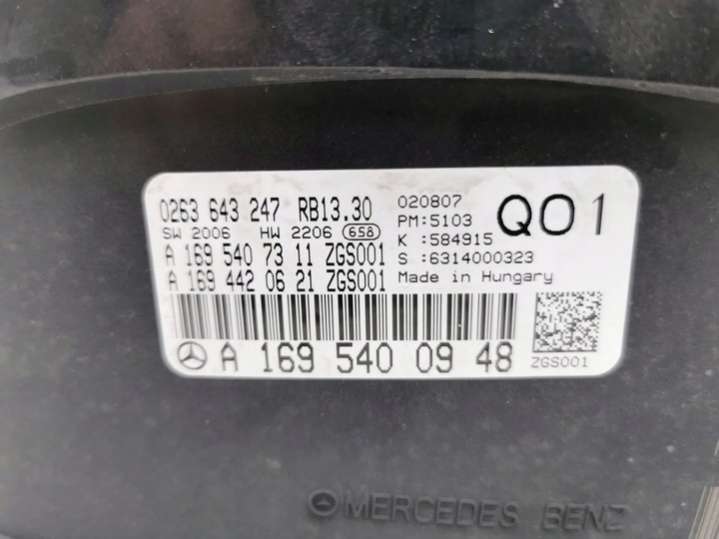 0263 643 247 RB13.30
SW 2006 HW 2206 658
A 169 540 73 11 ZGS001
A 169 442 06 21 ZGS001
020807
PM:5103
K :584915
S :6314000323
Made in Hungary
Q01
A 169 540 09 48
ZGS001
MERCEDES BENZ